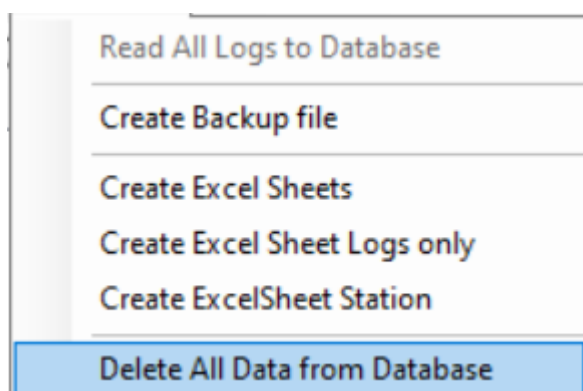 Read All Logs to Database
Create Backup file
Create Excel Sheets
Create Excel Sheet Logs only
Create ExcelSheet Station
Delete All Data from Database